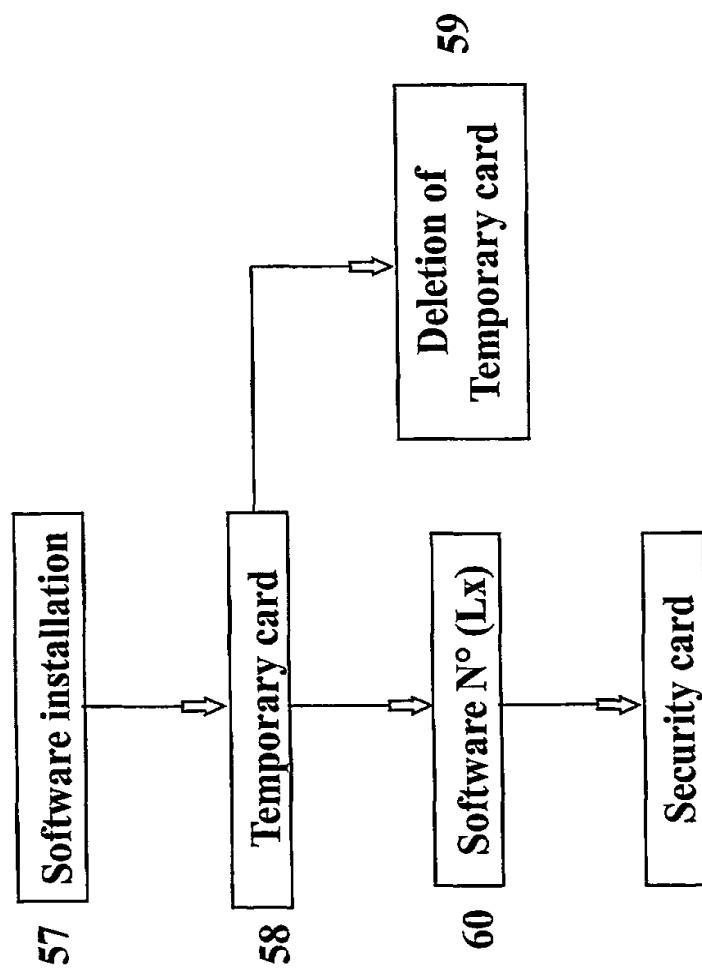 57
Software installation
58
Temporary card
59
Deletion of
Temporary card
60
Software N° (Lx)
Security card